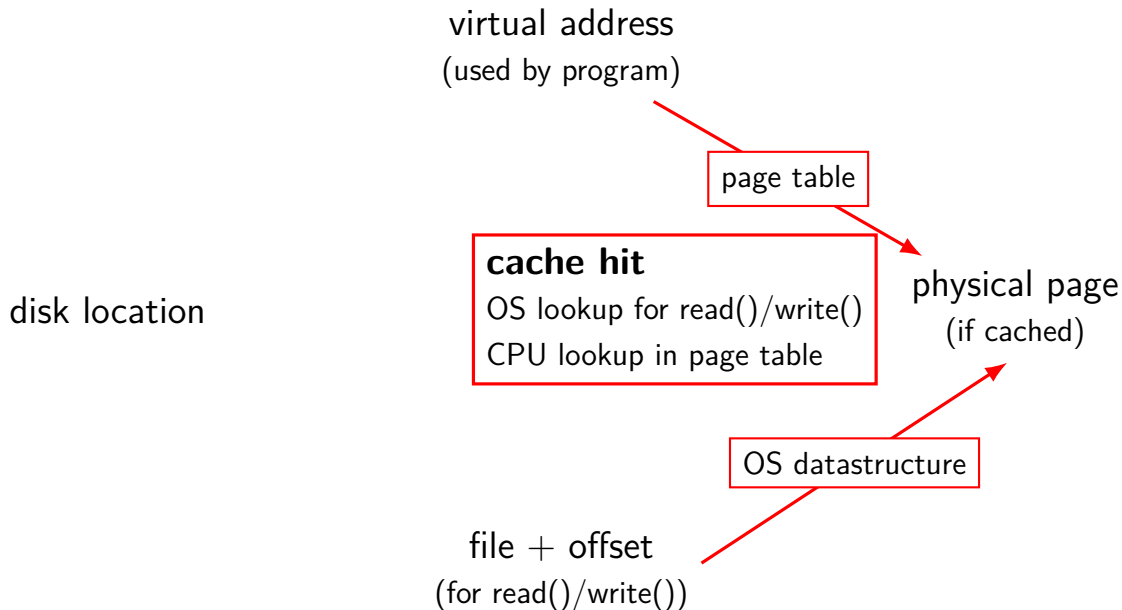 virtual address
(used by program)
page table
cache hit
OS lookup for read()/write()
CPU lookup in page table
disk location
physical page
(if cached)
OS datastructure
file + offset
(for read()/write())